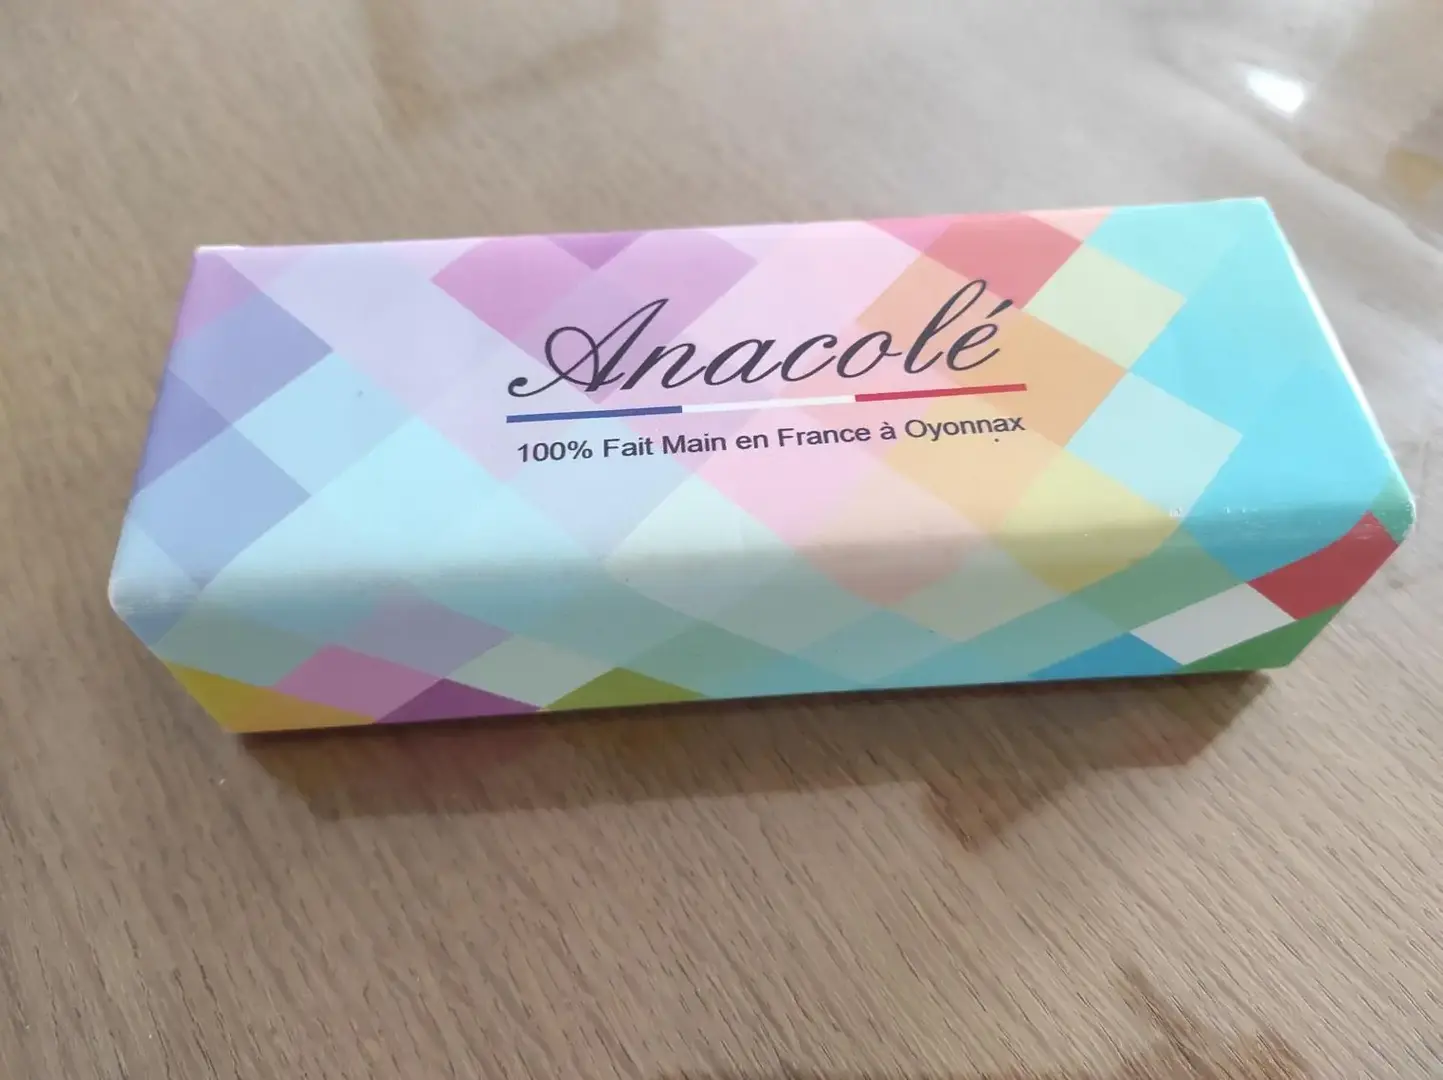 Anacolé
100% Fait Main en France à Oyonnax